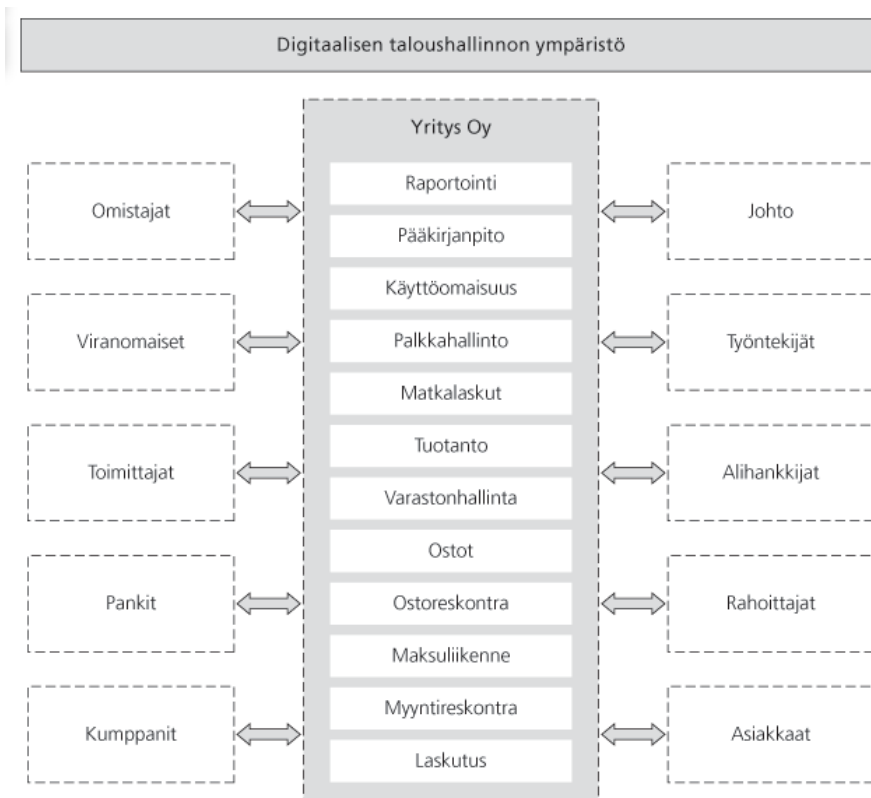 Digitaalisen taloushallinnon ympäristö
Yritys Oy
Raportointi
Pääkirjanpito
Käyttöomaisuus
Palkkahallinto
Matkalaskut
Tuotanto
Varastonhallinta
Ostot
Ostoreskontra
Maksuliikenne
Myyntireskontra
Laskutus
Omistajat
Viranomaiset
Toimittajat
Pankit
Kumppanit
Johto
Työntekijät
Alihankkijat
Rahoittajat
Asiakkaat